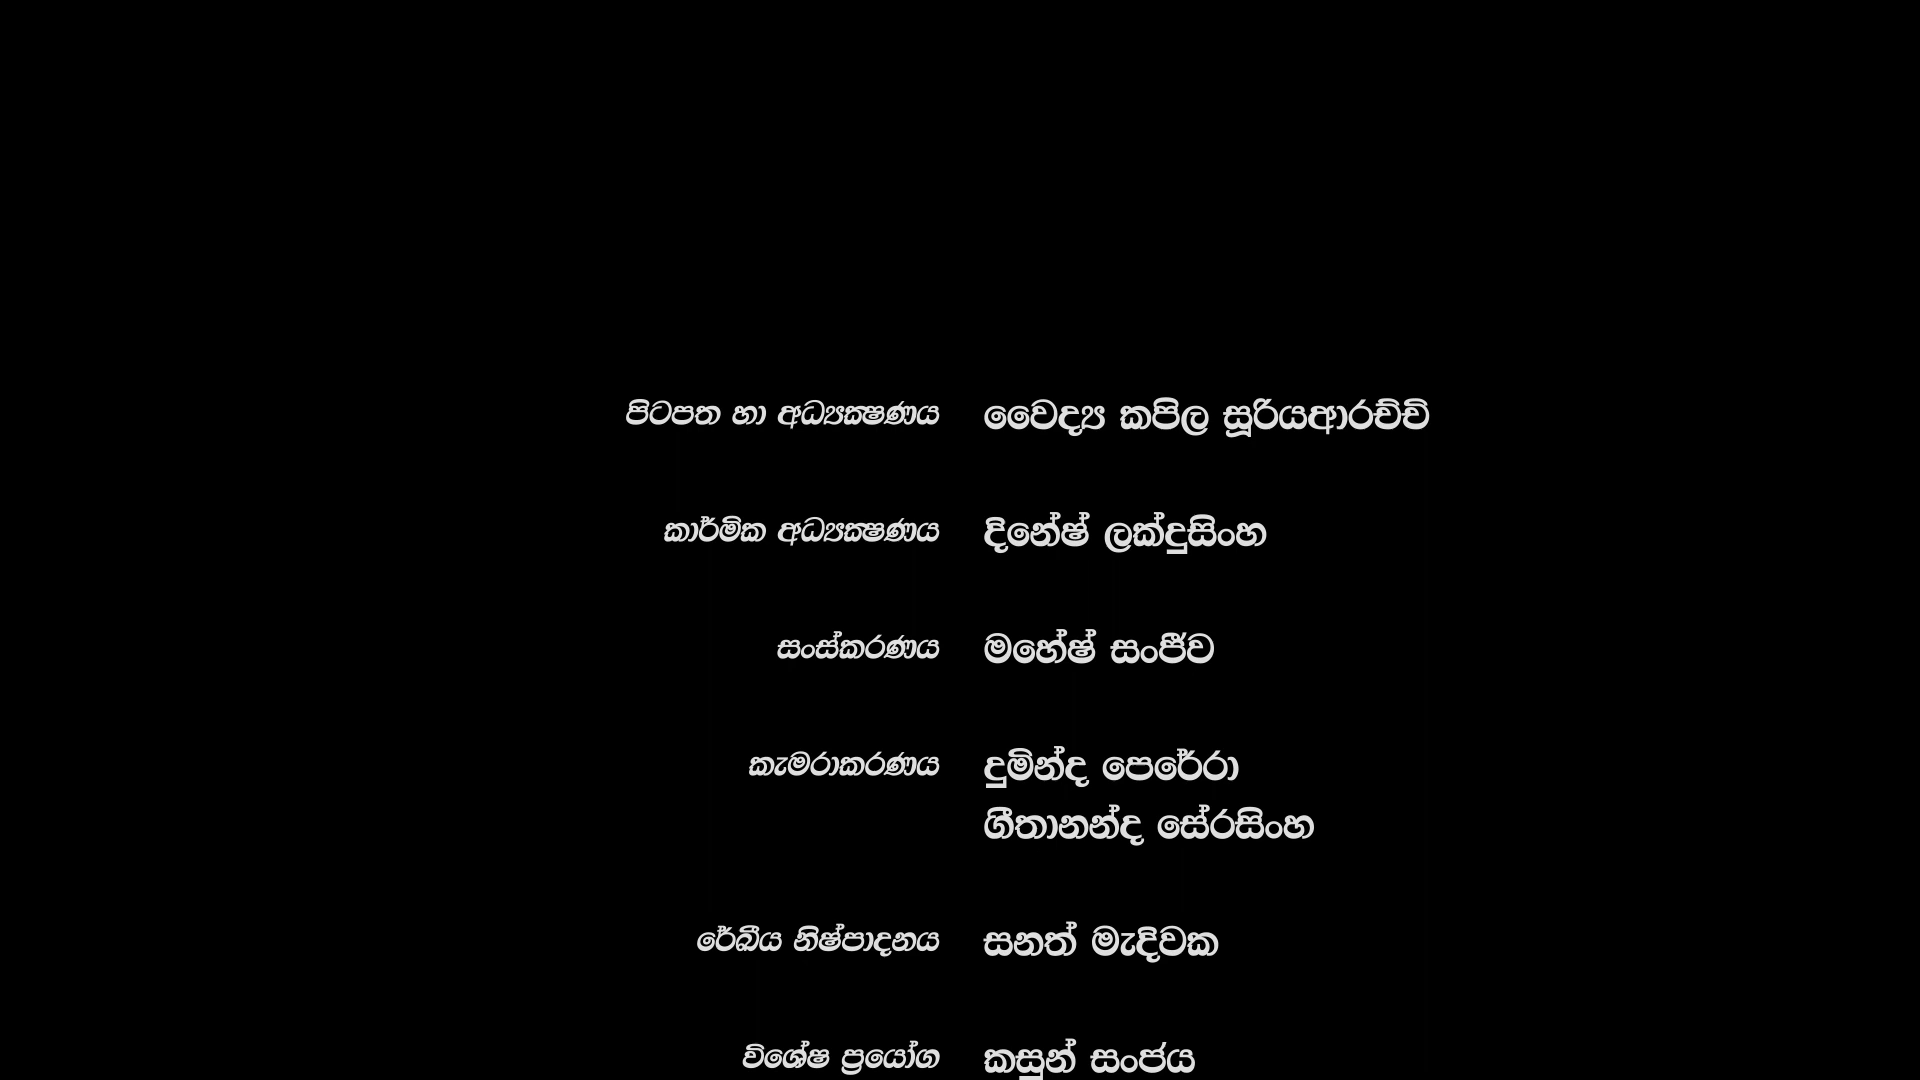 පිටපත හා අධ්‍යක්ෂණය වෛද්‍ය කපිල සූරියආරච්චි
කාර්මික අධ්‍යක්ෂණය දිනේෂ් ලක්දුසිංහ
සංස්කරණය මහේෂ් සංජීව
කැමරාකරණය දුමින්ද පෙරේරා
ගීතානන්ද සේරසිංහ
රේඛීය නිෂ්පාදනය සනත් මැදිවක
විශේෂ ප්‍රයෝග කසුන් සංජය